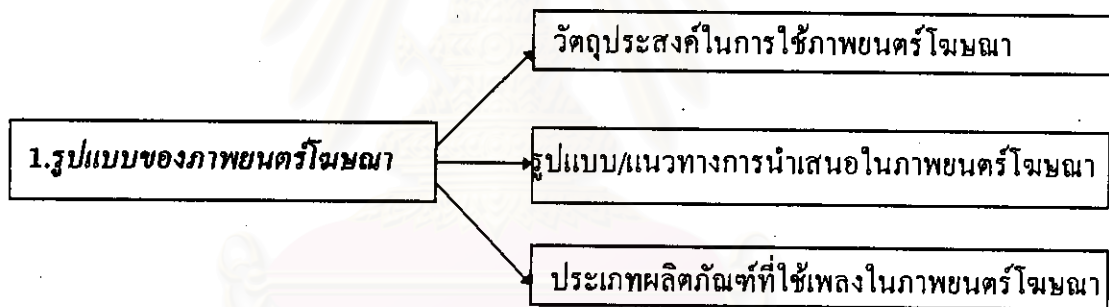 วัตถุประสงค์ในการใช้ภาพยนตร์โฆษณา
1.รูปแบบของภาพยนตร์โฆษณา
รูปแบบ/แนวทางการนำเสนอในภาพยนตร์โฆษณา
ประเภทผลิตภัณฑ์ที่ใช้เพลงในภาพยนตร์โฆษณา